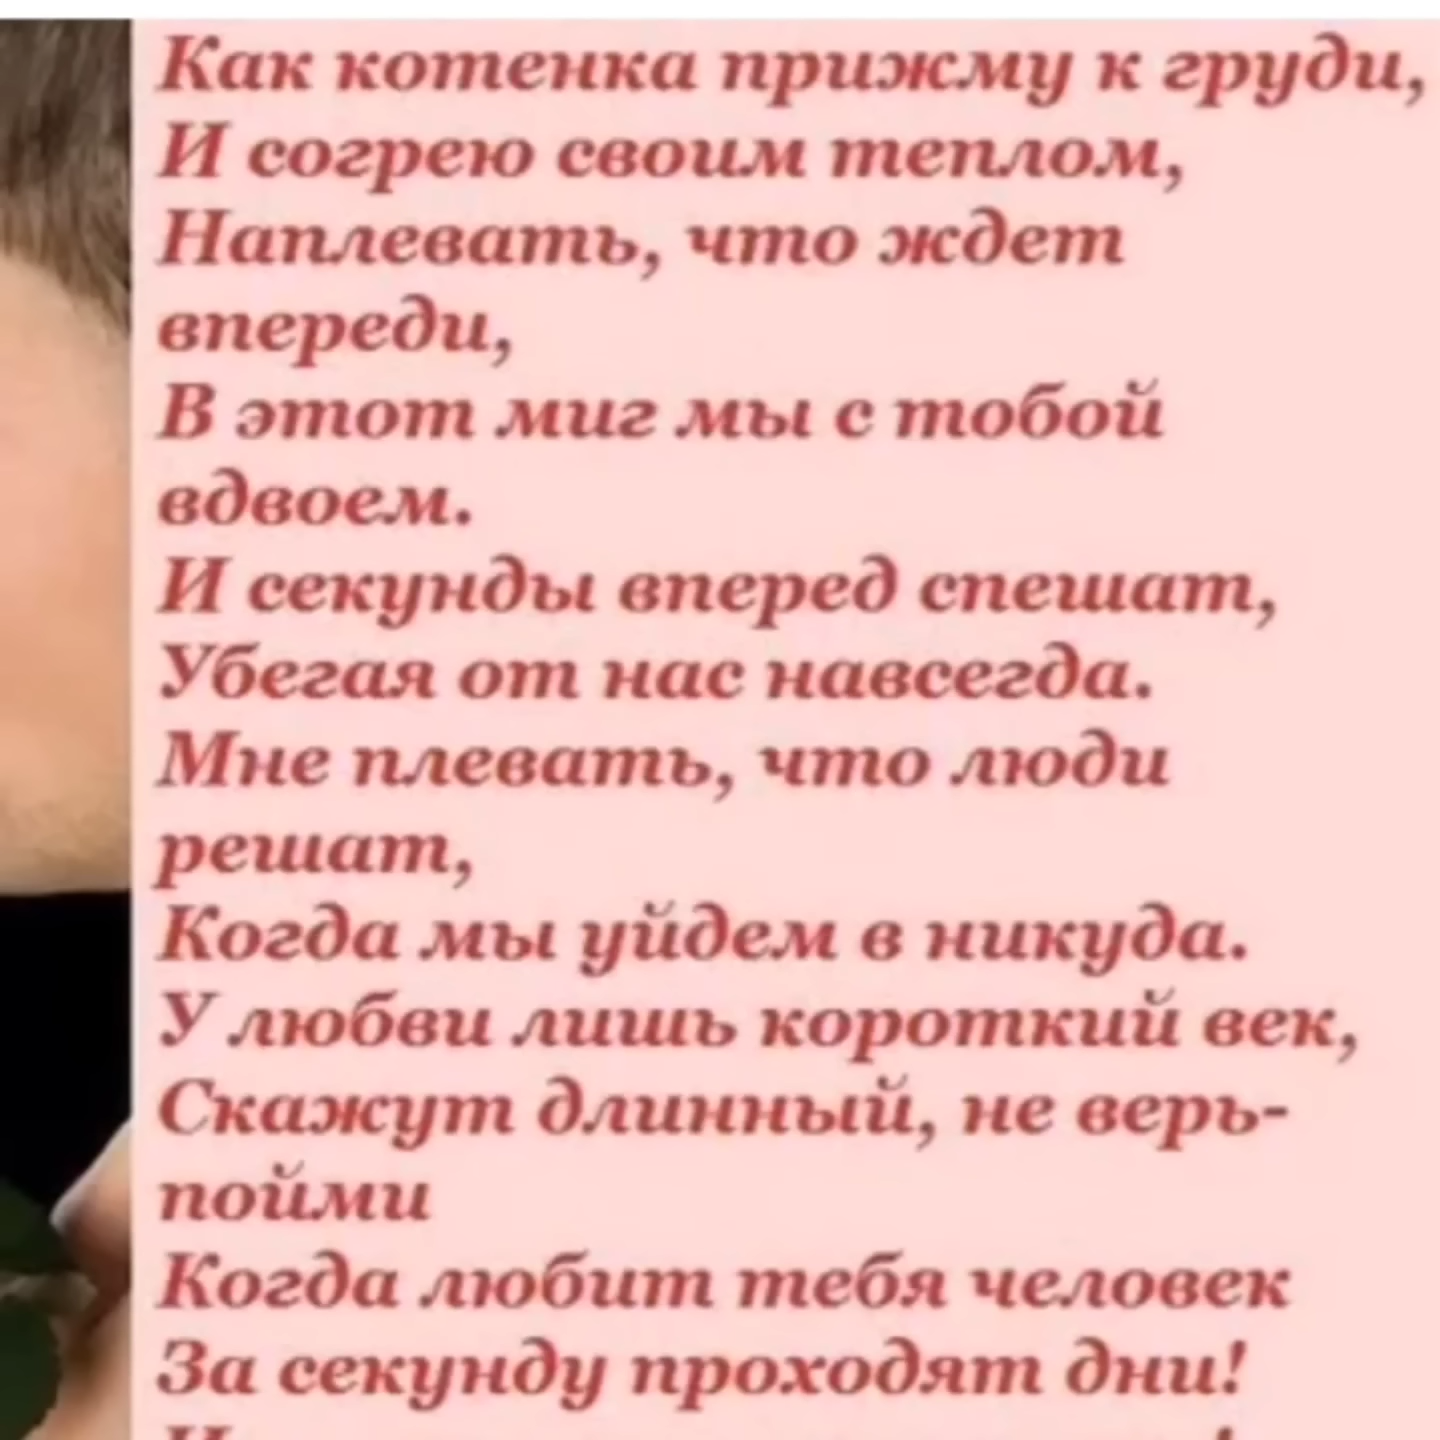 Как котенка прижму к груди,
И согрею своим теплом,
Наплевать, что ждет
впереди,
В этот миг мы с тобой
вдвоем.
И секунды вперед спешат,
Убегая от нас навсегда.
Мне плевать, что люди
решат,
Когда мы уйдем в никуда.
У любви лишь короткий век,
Скажут длинный, не верь-
пойми
Когда любит тебя человек
За секунду проходят дни!